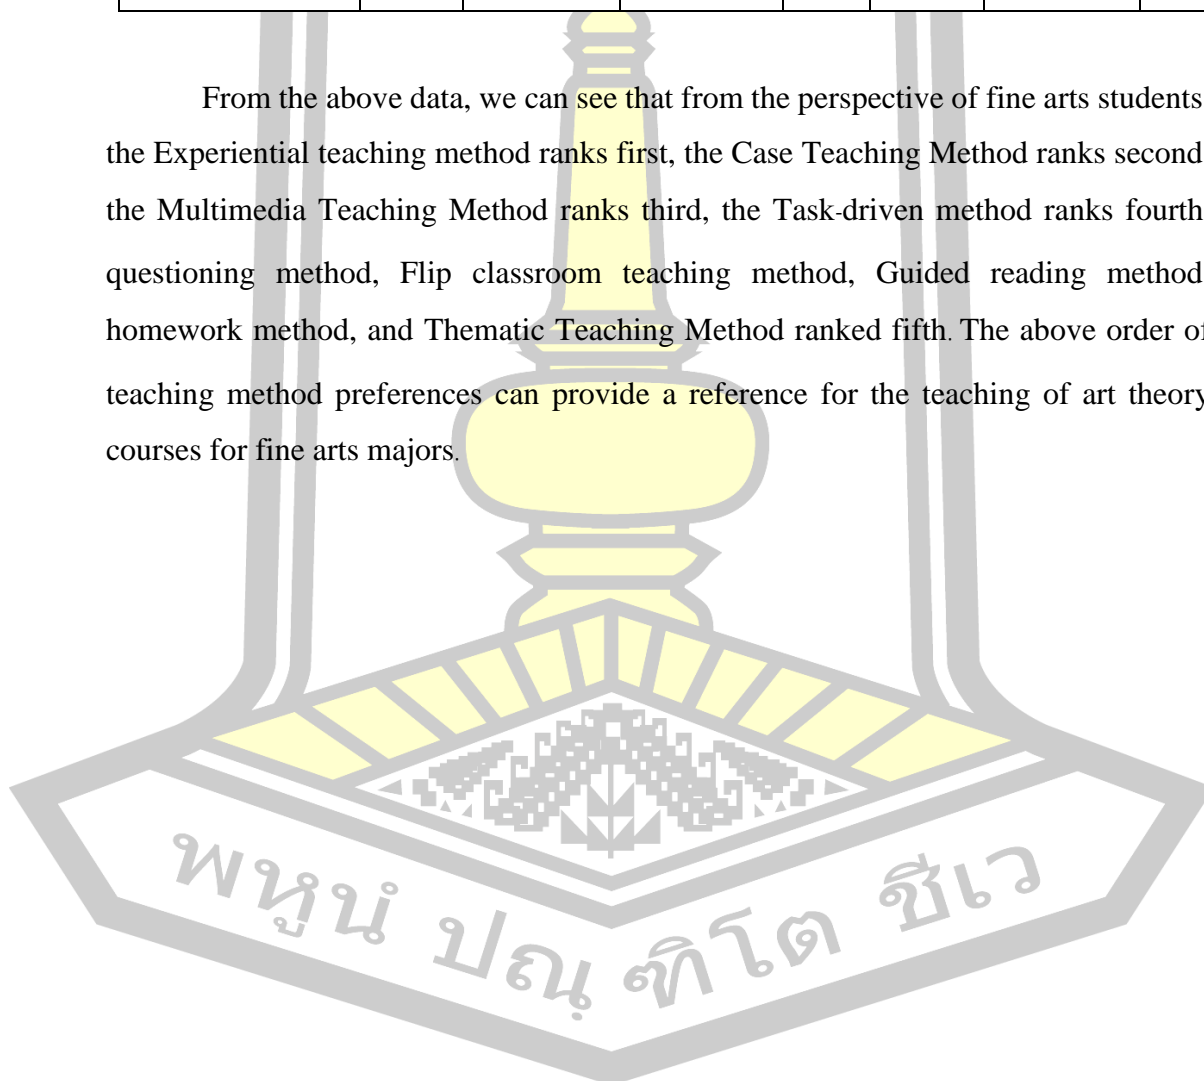 From the above data, we can see that from the perspective of fine arts students
the Experiential teaching method ranks first, the Case Teaching Method ranks second
the Multimedia Teaching Method ranks third, the Task-driven method ranks fourth
questioning method, Flip classroom teaching method, Guided reading method
homework method, and Thematic Teaching Method ranked fifth. The above order of
teaching method preferences can provide a reference for the teaching of art theory
courses for fine arts majors.
พหูนํ ปณฺฑิโต ชีเว